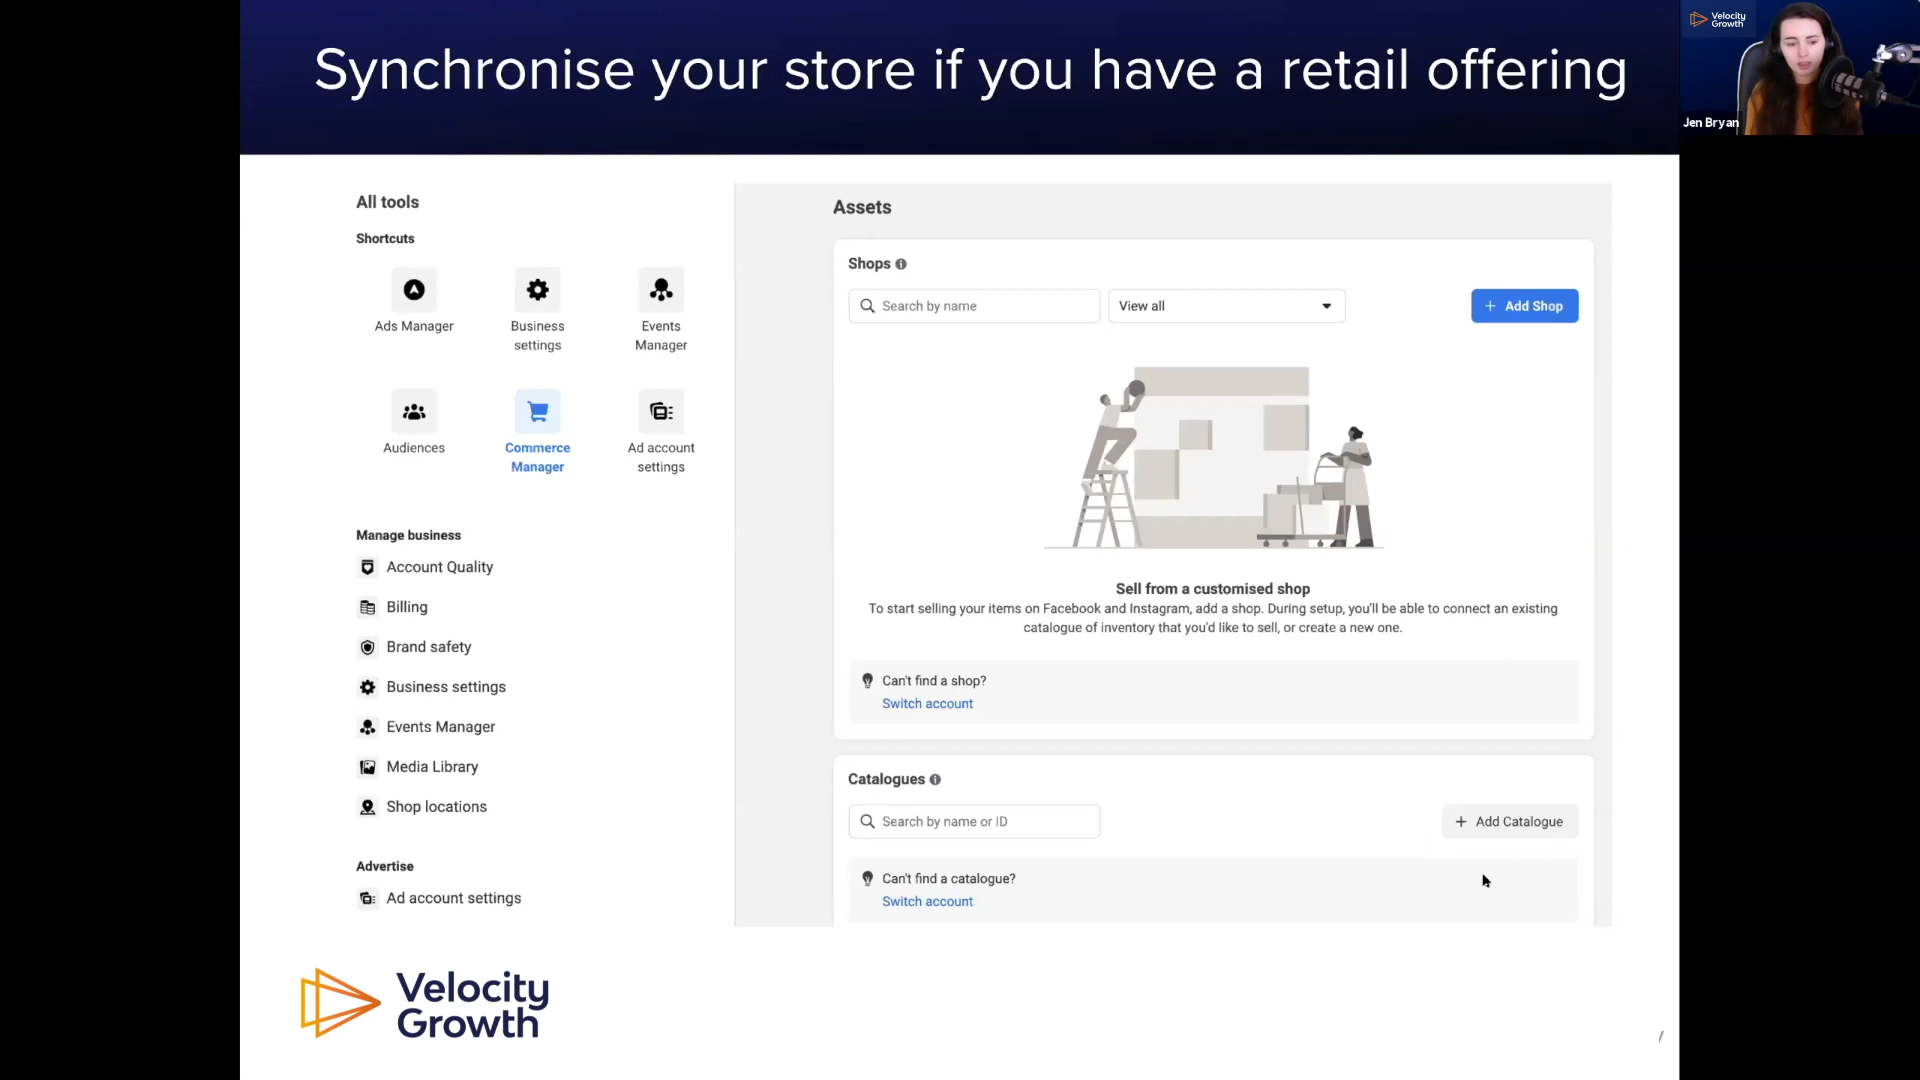 Synchronise your store if you have a retail offering
Velocity
Growth
Jen Bryan
All tools
Shortcuts
Ads Manager
Business
settings
Events
Manager
Audiences
Commerce
Manager
Ad account
settings
Manage business
Account Quality
Billing
Brand safety
Business settings
Events Manager
Media Library
Shop locations
Advertise
Ad account settings
Assets
Shops
Search by name
View all
+ Add Shop
Sell from a customised shop
To start selling your items on Facebook and Instagram, add a shop. During setup, you'll be able to connect an existing
catalogue of inventory that you'd like to sell, or create a new one.
Can't find a shop?
Switch account
Catalogues
Search by name or ID
+ Add Catalogue
Can't find a catalogue?
Switch account
Velocity
Growth